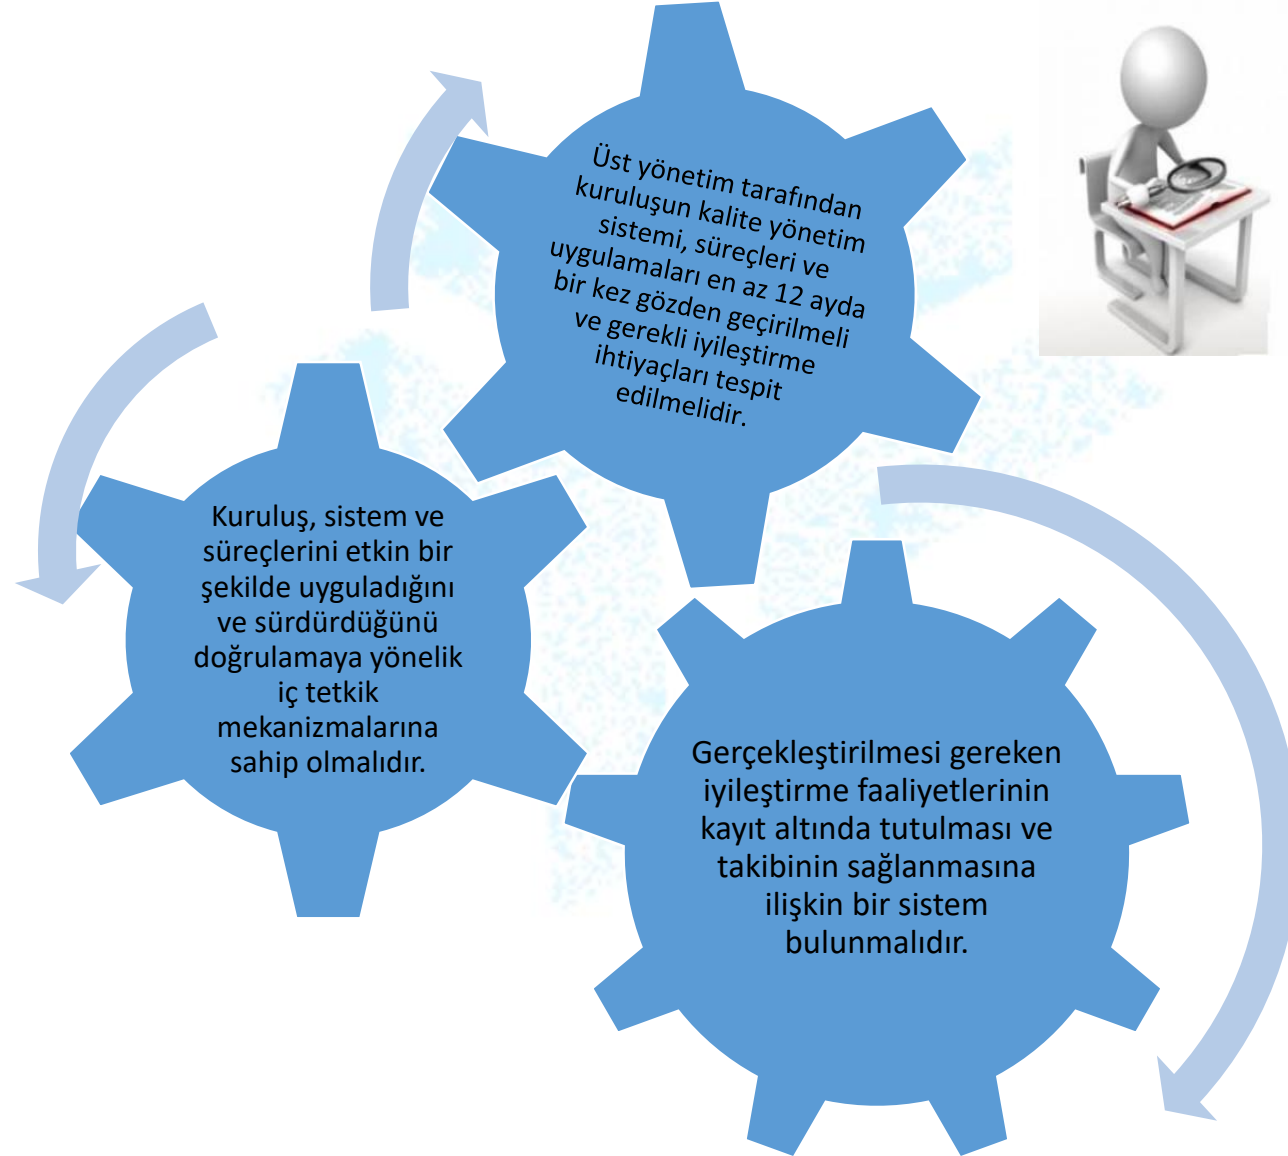 Üst yönetim tarafından
kuruluşun kalite yönetim
sistemi, süreçleri ve
uygulamaları en az 12 ayda
bir kez gözden geçirilmeli
ve gerekli iyileştirme
ihtiyaçları tespit
edilmelidir.
Kuruluş, sistem ve
süreçlerini etkin bir
şekilde uyguladığını
ve sürdürdüğünü
doğrulamaya yönelik
iç tetkik
mekanizmalarına
sahip olmalıdır.
Gerçekleştirilmesi gereken
iyileştirme faaliyetlerinin
kayıt altında tutulması ve
takibinin sağlanmasına
ilişkin bir sistem
bulunmalıdır.